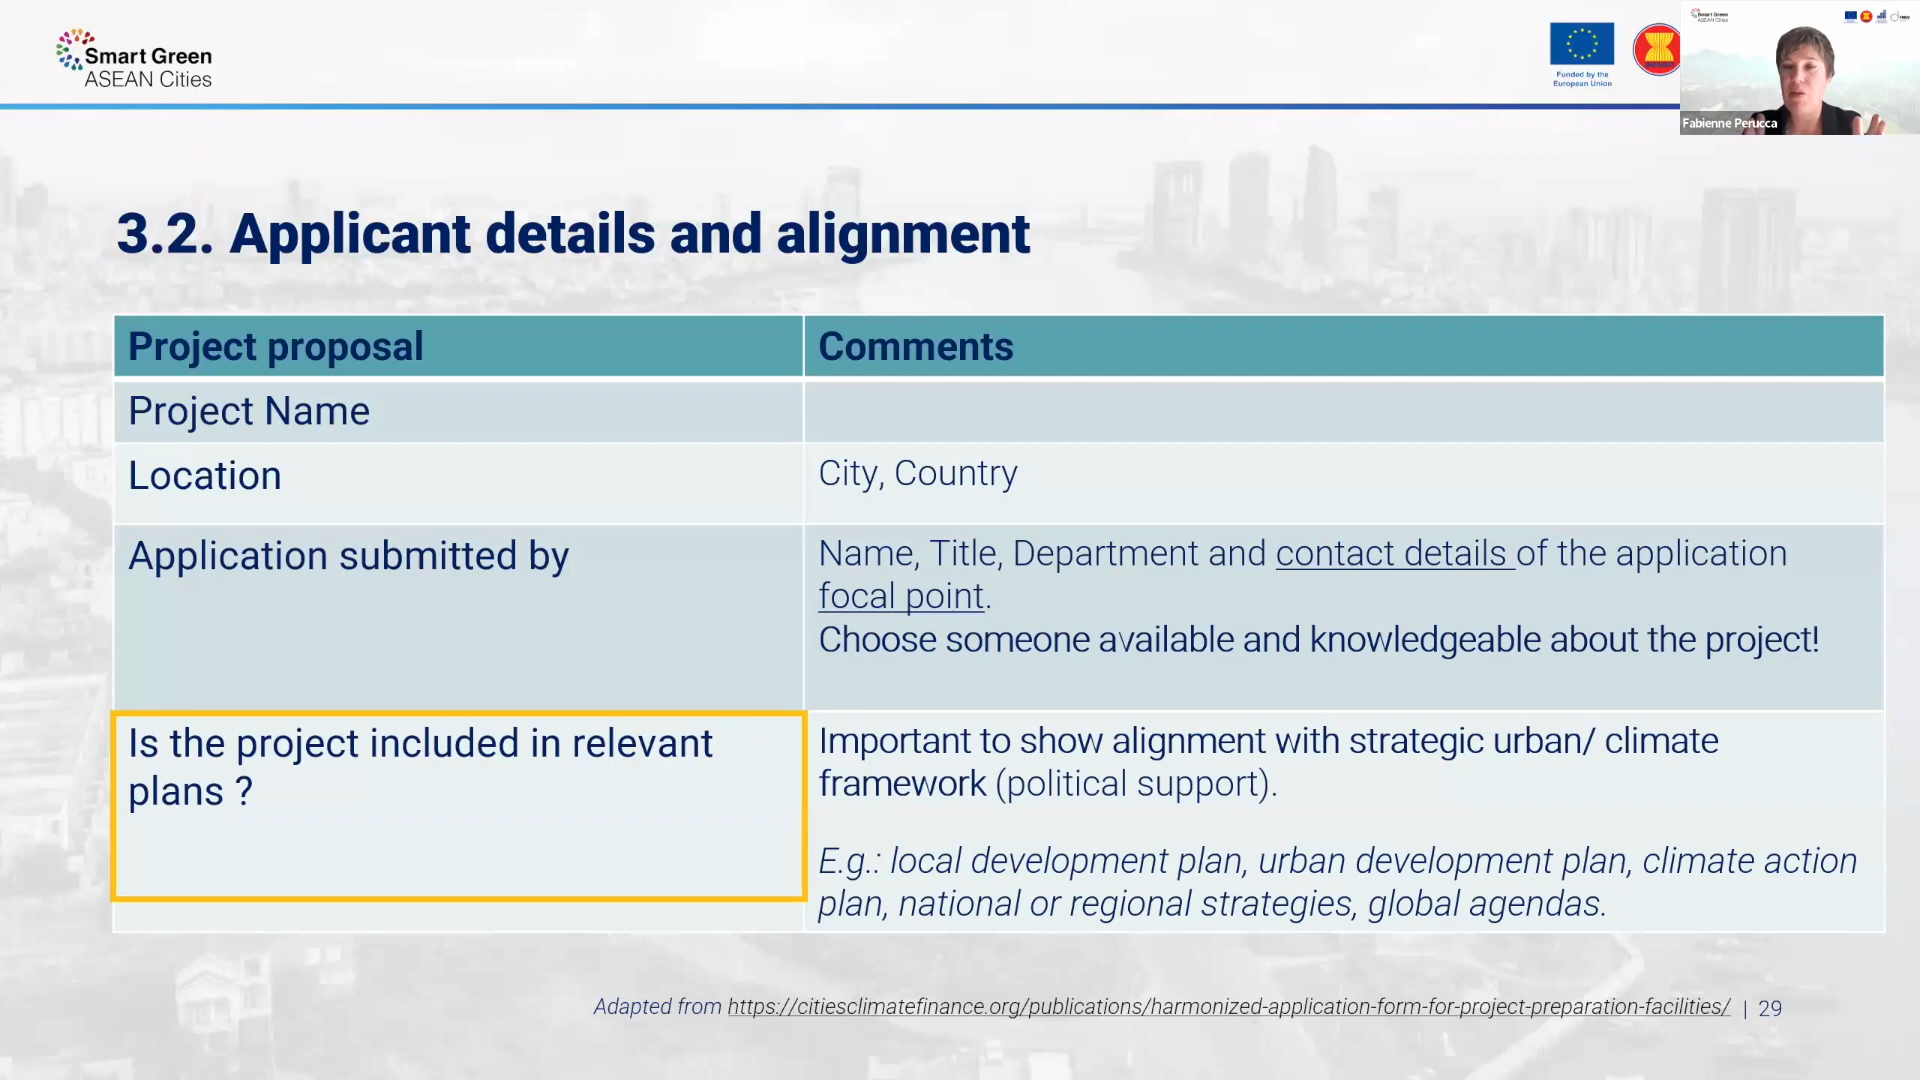 Smart Green
ASEAN Cities
Funded by the
European Union
Smart Green
ASEAN Cities
Fabienne Perucca
3.2. Applicant details and alignment
Project proposal
Comments
Project Name
Location
City, Country
Application submitted by
Name, Title, Department and contact details of the application
focal point.
Choose someone available and knowledgeable about the project!
Is the project included in relevant
plans ?
Important to show alignment with strategic urban/ climate
framework (political support).
E.g.: local development plan, urban development plan, climate action
plan, national or regional strategies, global agendas.
Adapted from https://citiesclimatefinance.org/publications/harmonized-application-form-for-project-preparation-facilities/ | 29